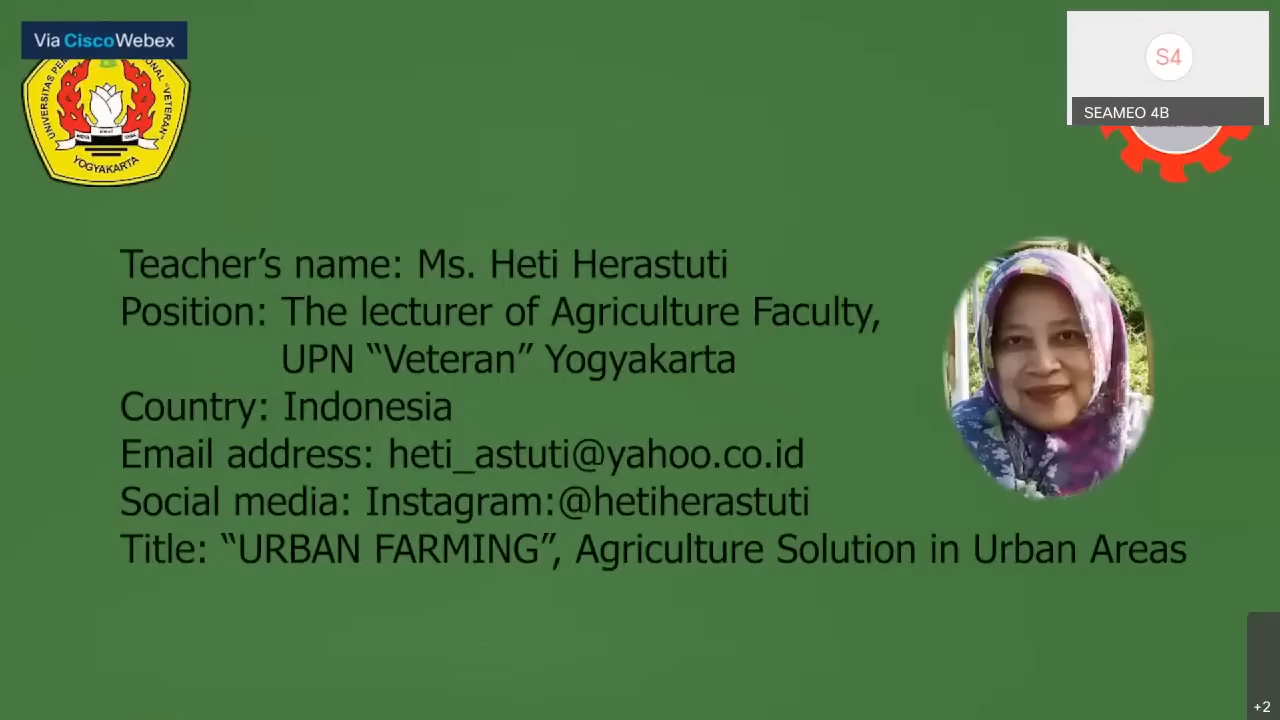 Via CiscoWebex
S4
SEAMEO 4B
UNIVERSITAS
"VETERAN"
YOGYAKARTA
Teacher's name: Ms. Heti Herastuti
Position: The lecturer of Agriculture Faculty,
UPN “Veteran” Yogyakarta
Country: Indonesia
Email address: heti_astuti@yahoo.co.id
Social media: Instagram:@hetiherastuti
Title: “URBAN FARMING”, Agriculture Solution in Urban Areas
+2